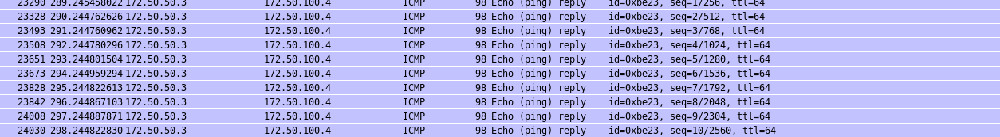 23290 289.245458022 172.50.50.3 172.50.100.4 ICMP 98 Echo (ping) reply id=0xbe23, seq=1/256, ttl=64
23328 290.244762626 172.50.50.3 172.50.100.4 ICMP 98 Echo (ping) reply id=0xbe23, seq=2/512, ttl=64
23493 291.244760962 172.50.50.3 172.50.100.4 ICMP 98 Echo (ping) reply id=0xbe23, seq=3/768, ttl=64
23508 292.244780296 172.50.50.3 172.50.100.4 ICMP 98 Echo (ping) reply id=0xbe23, seq=4/1024, ttl=64
23651 293.244801504 172.50.50.3 172.50.100.4 ICMP 98 Echo (ping) reply id=0xbe23, seq=5/1280, ttl=64
23673 294.244959294 172.50.50.3 172.50.100.4 ICMP 98 Echo (ping) reply id=0xbe23, seq=6/1536, ttl=64
23828 295.244822613 172.50.50.3 172.50.100.4 ICMP 98 Echo (ping) reply id=0xbe23, seq=7/1792, ttl=64
23842 296.244867103 172.50.50.3 172.50.100.4 ICMP 98 Echo (ping) reply id=0xbe23, seq=8/2048, ttl=64
24008 297.244887871 172.50.50.3 172.50.100.4 ICMP 98 Echo (ping) reply id=0xbe23, seq=9/2304, ttl=64
24030 298.244822830 172.50.50.3 172.50.100.4 ICMP 98 Echo (ping) reply id=0xbe23, seq=10/2560, ttl=64